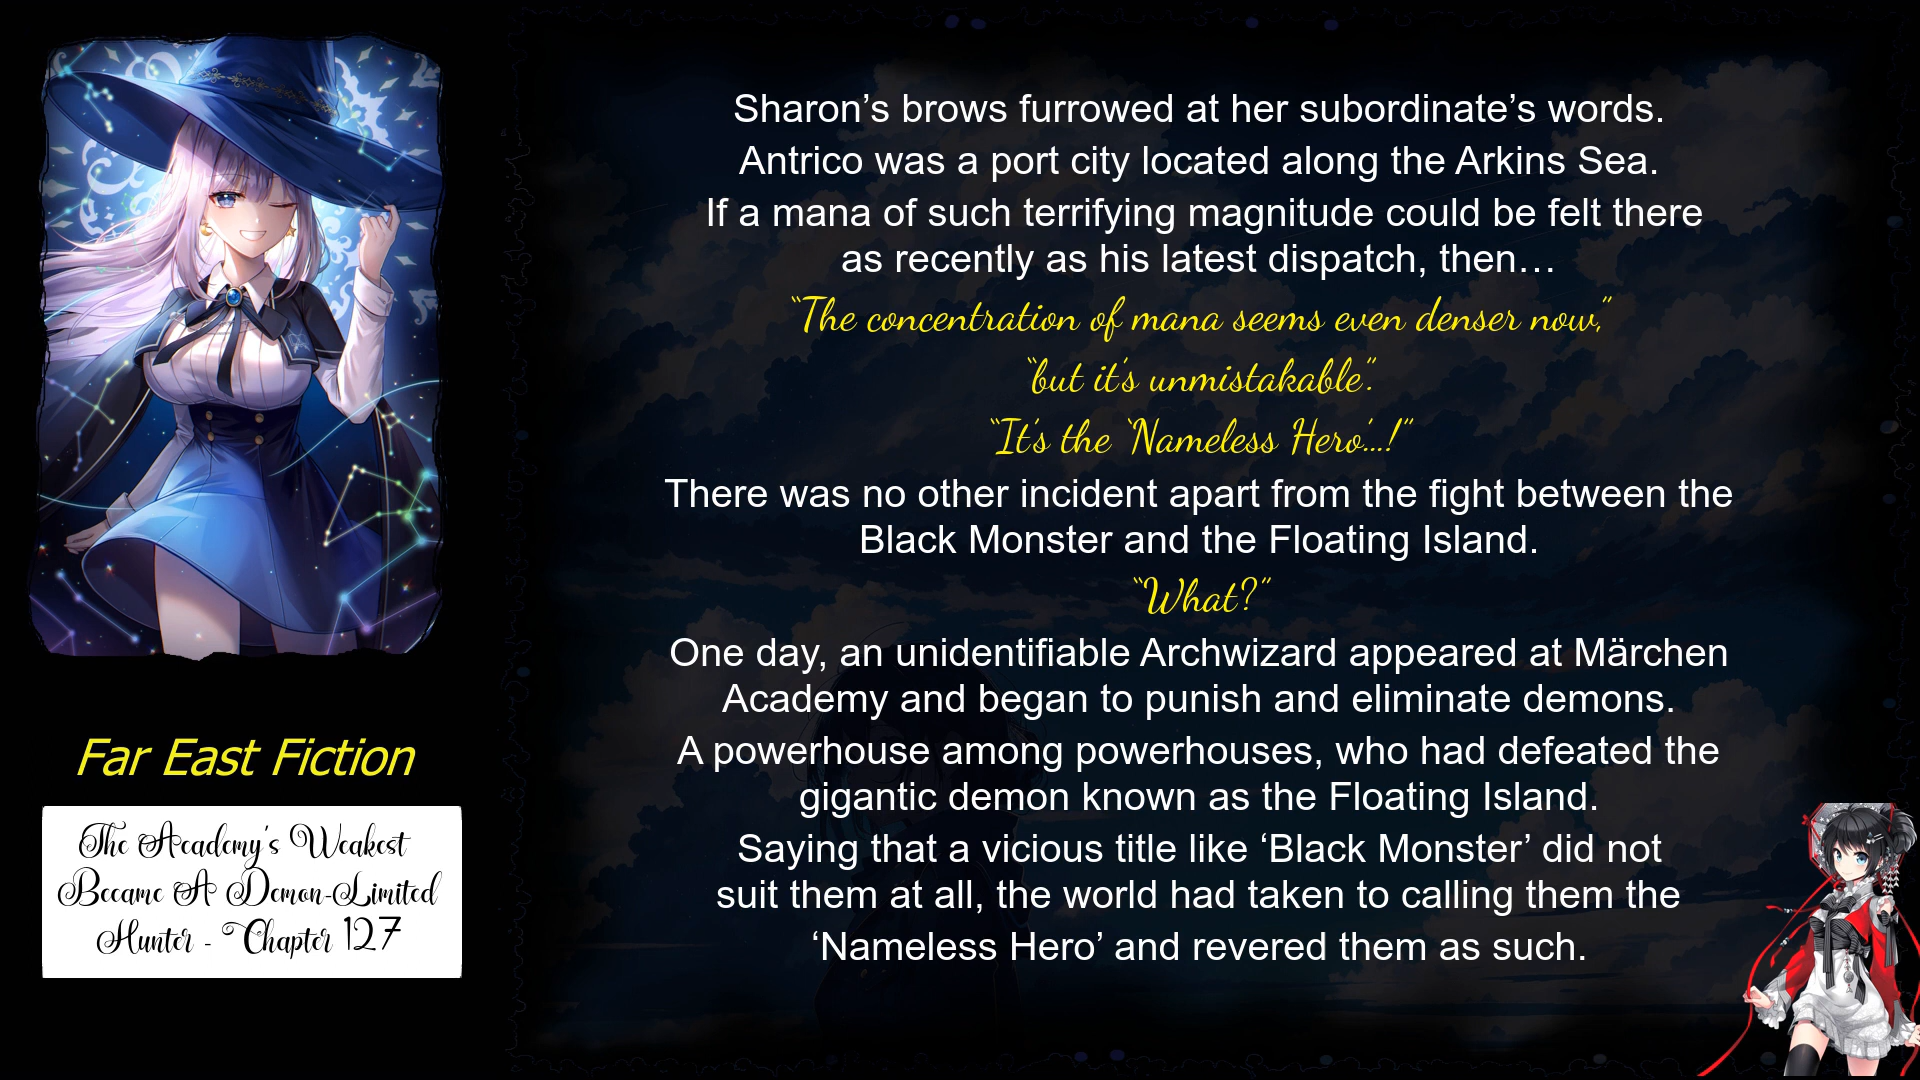 Sharon’s brows furrowed at her subordinate’s words.
Antrico was a port city located along the Arkins Sea.
If a mana of such terrifying magnitude could be felt there
as recently as his latest dispatch, then…
“The concentration of mana seems even denser now,”
“but it’s unmistakable.”
“It’s the ‘Nameless Hero’…!”
There was no other incident apart from the fight between the
Black Monster and the Floating Island.
“What?”
One day, an unidentifiable Archwizard appeared at Märchen
Academy and began to punish and eliminate demons.
A powerhouse among powerhouses, who had defeated the
gigantic demon known as the Floating Island.
Saying that a vicious title like ‘Black Monster’ did not
suit them at all, the world had taken to calling them the
‘Nameless Hero’ and revered them as such.
Far East Fiction
The Academy's Weakest
Became A Demon-Limited
Hunter - Chapter 127